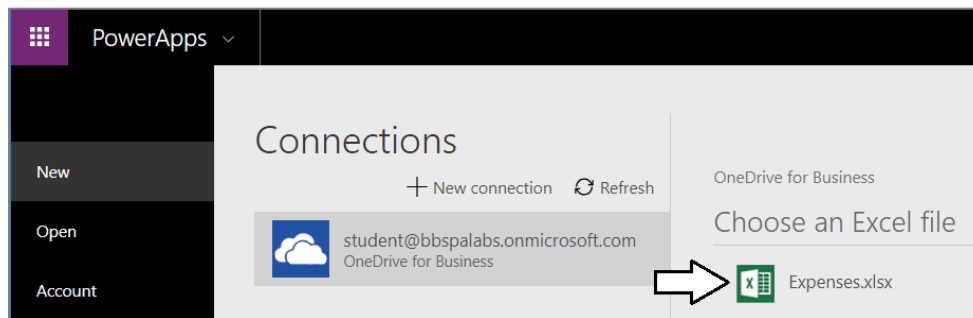 PowerApps
New
Open
Account
Connections
New connection
Refresh
student@bbspalabs.onmicrosoft.com
OneDrive for Business
OneDrive for Business
Choose an Excel file
Expenses.xlsx